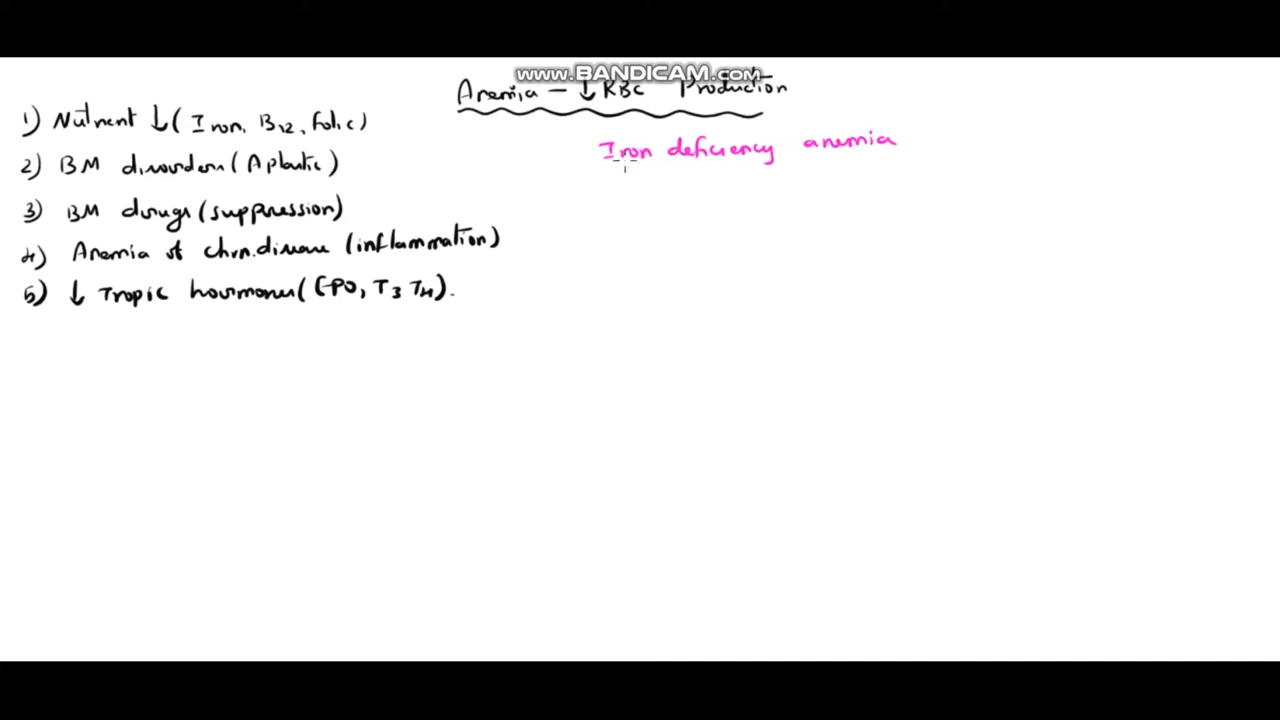 www.BANDICAM.com
Anemia - ↓ RBC Production
Iron deficiency anemia
1) Nutrient ↓ ( Iron, B12, Folic)
2) BM disorders ( Aplastic )
3) BM drugs (suppression)
4) Anemia of chrn. disease (inflammation)
5) ↓ Tropic hormones ( EPO, T3 T4).